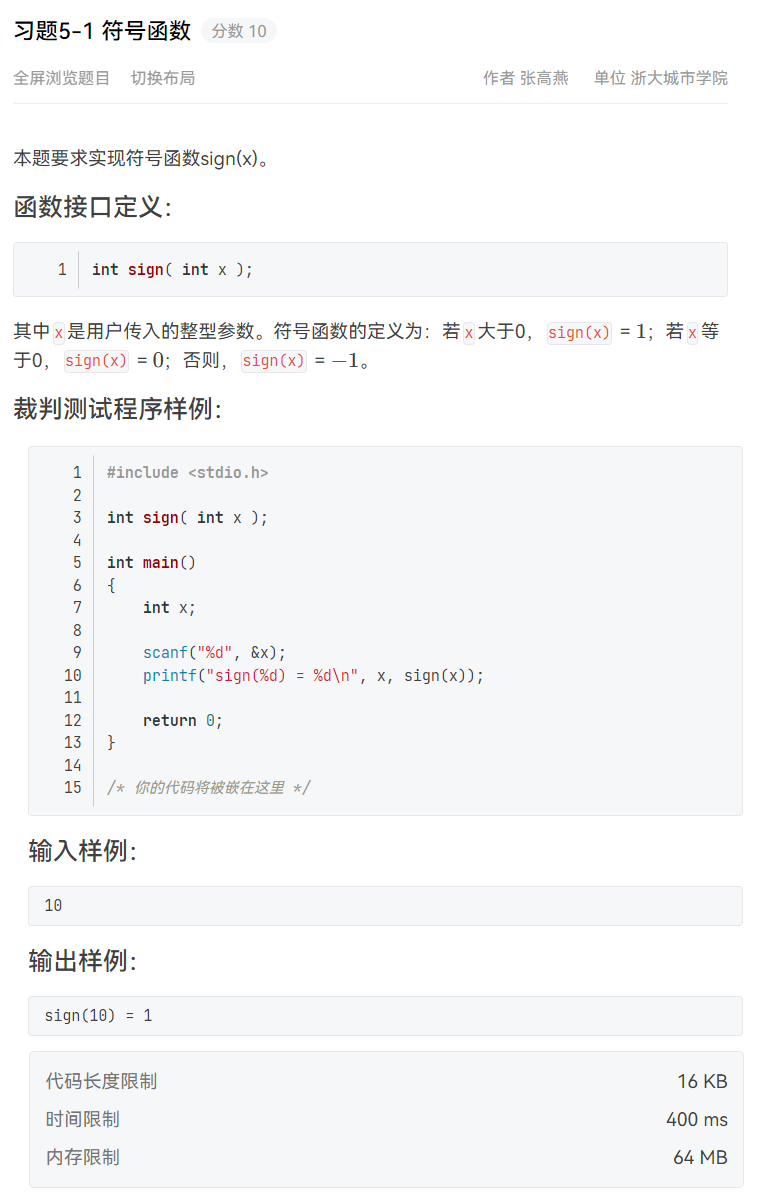 习题5-1 符号函数 分数 10
全屏浏览题目 切换布局 作者 张高燕 单位 浙大城市学院
本题要求实现符号函数sign(x)。
函数接口定义：
1 int sign( int x );
其中x是用户传入的整型参数。符号函数的定义为：若x大于0，sign(x) = 1；若x等
于0，sign(x) = 0；否则，sign(x) = −1。
裁判测试程序样例：
1 #include <stdio.h>
2
3 int sign( int x );
4
5 int main()
6 {
7     int x;
8
9     scanf("%d", &x);
10     printf("sign(%d) = %d\n", x, sign(x));
11
12     return 0;
13 }
14
15 /* 你的代码将被嵌在这里 */
输入样例：
10
输出样例：
sign(10) = 1
代码长度限制 16 KB
时间限制 400 ms
内存限制 64 MB